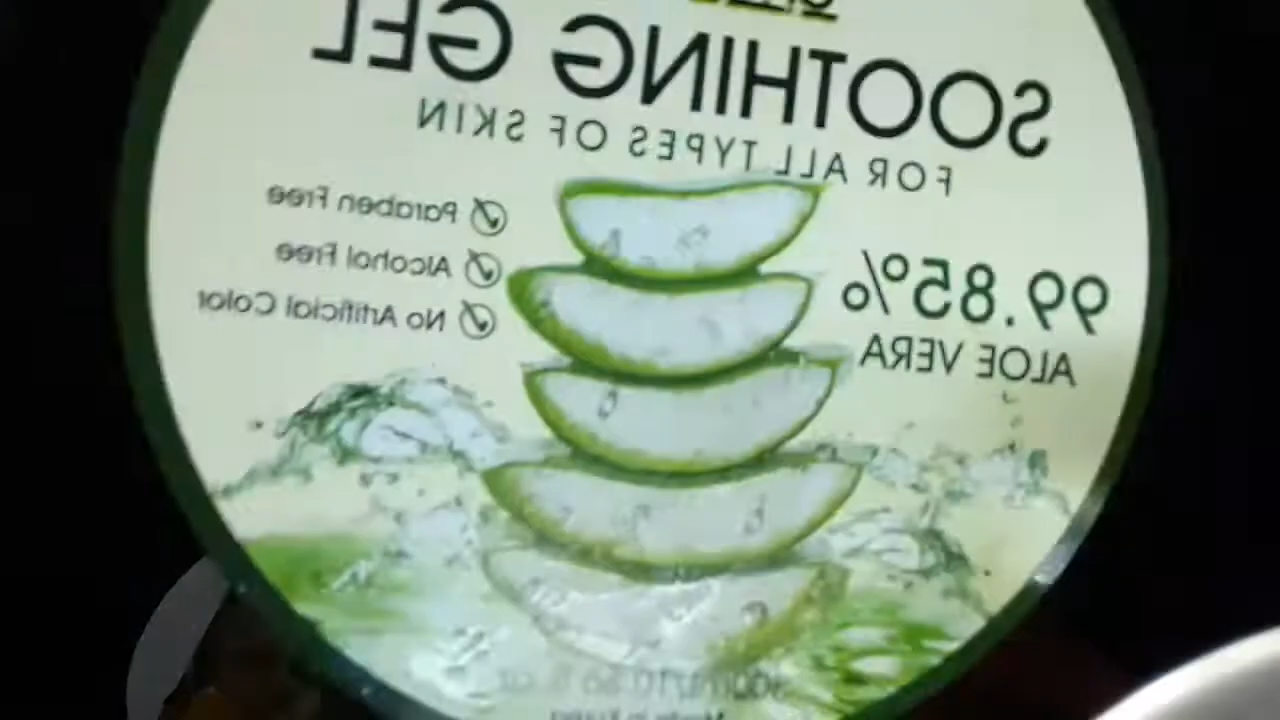 SOOTHING GEL
FOR ALL TYPES OF SKIN
Paraben Free
Alcohol Free
No Artificial Color
99.85%
ALOE VERA